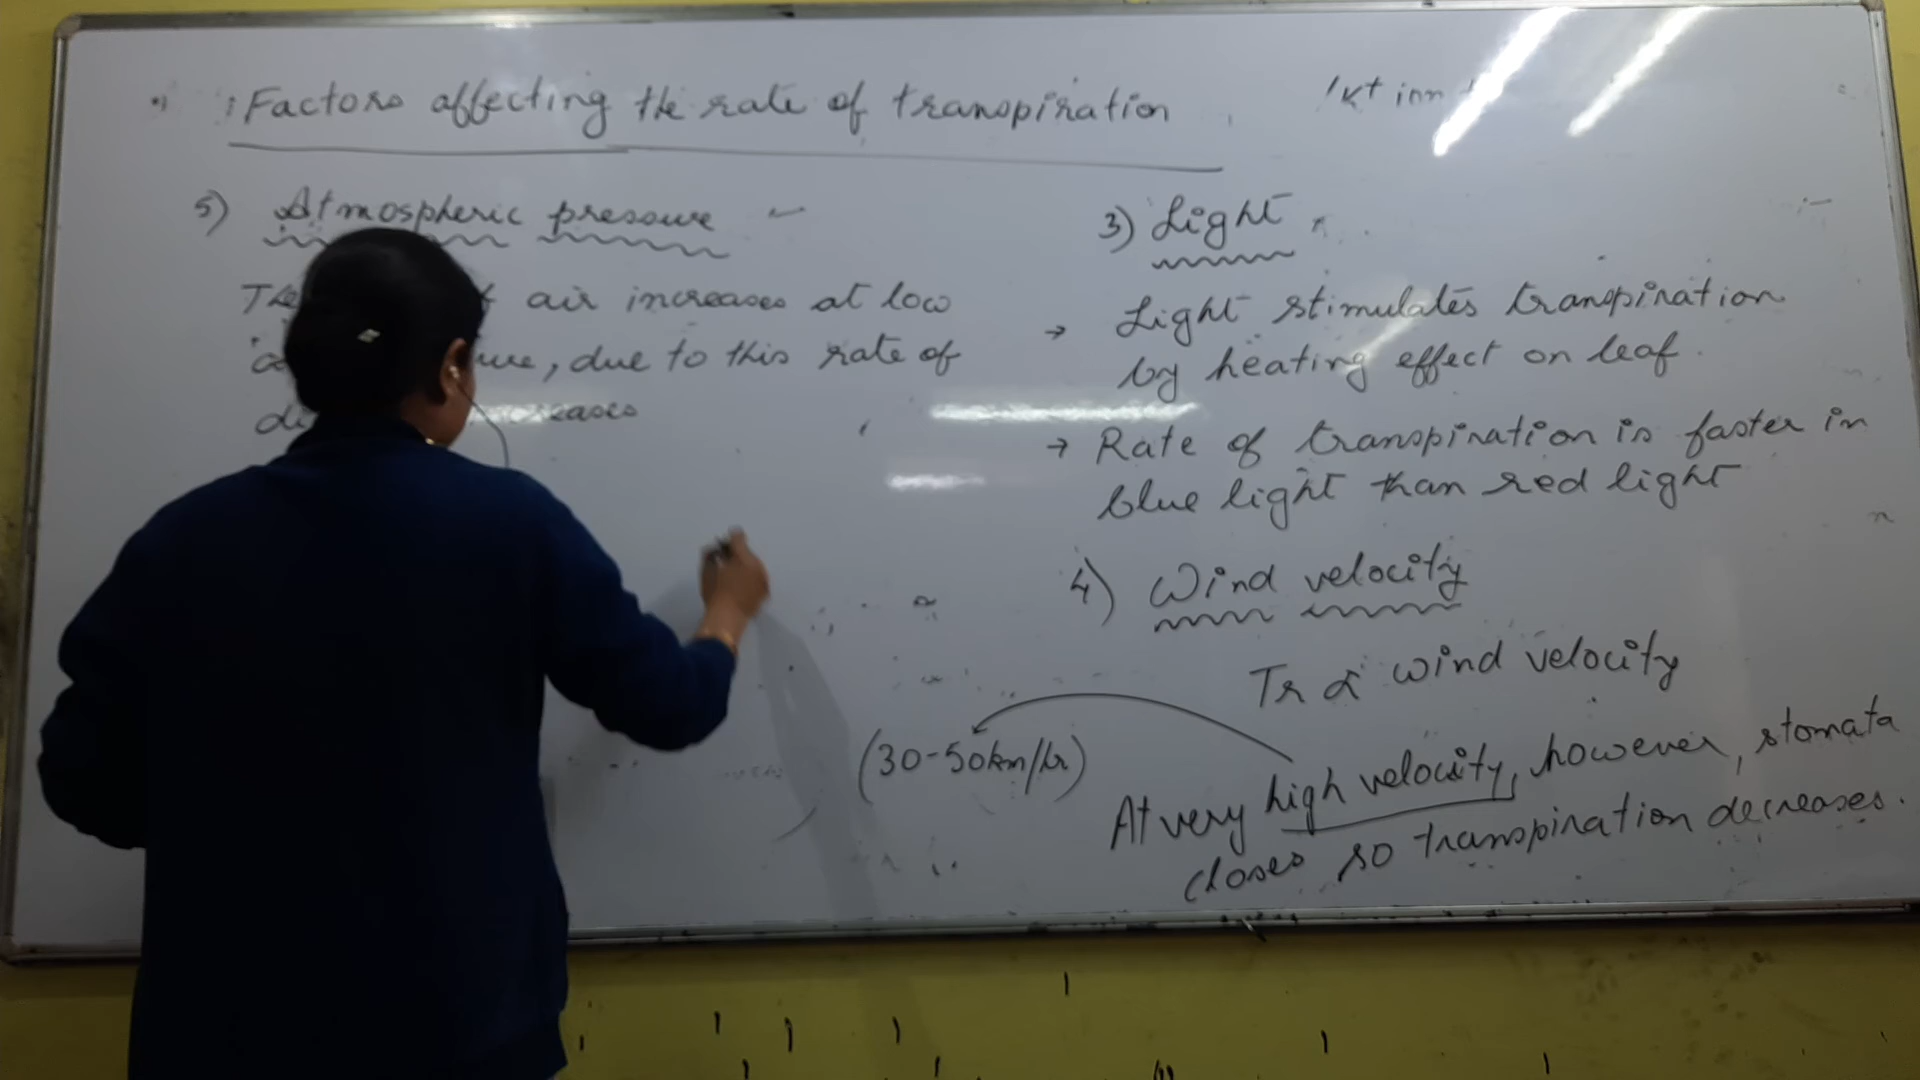 Factors affecting the rate of transpiration
K+ ion
5) Atmospheric pressure
The air increases at low
due to this rate of
3) Light
→ Light stimulates transpiration
by heating effect on leaf.
→ Rate of transpiration is faster in
blue light than red light
4) Wind velocity
Tr ∝ wind velocity
(30-50km/hr)
At very high velocity, however, stomata
closes so transpiration decreases.